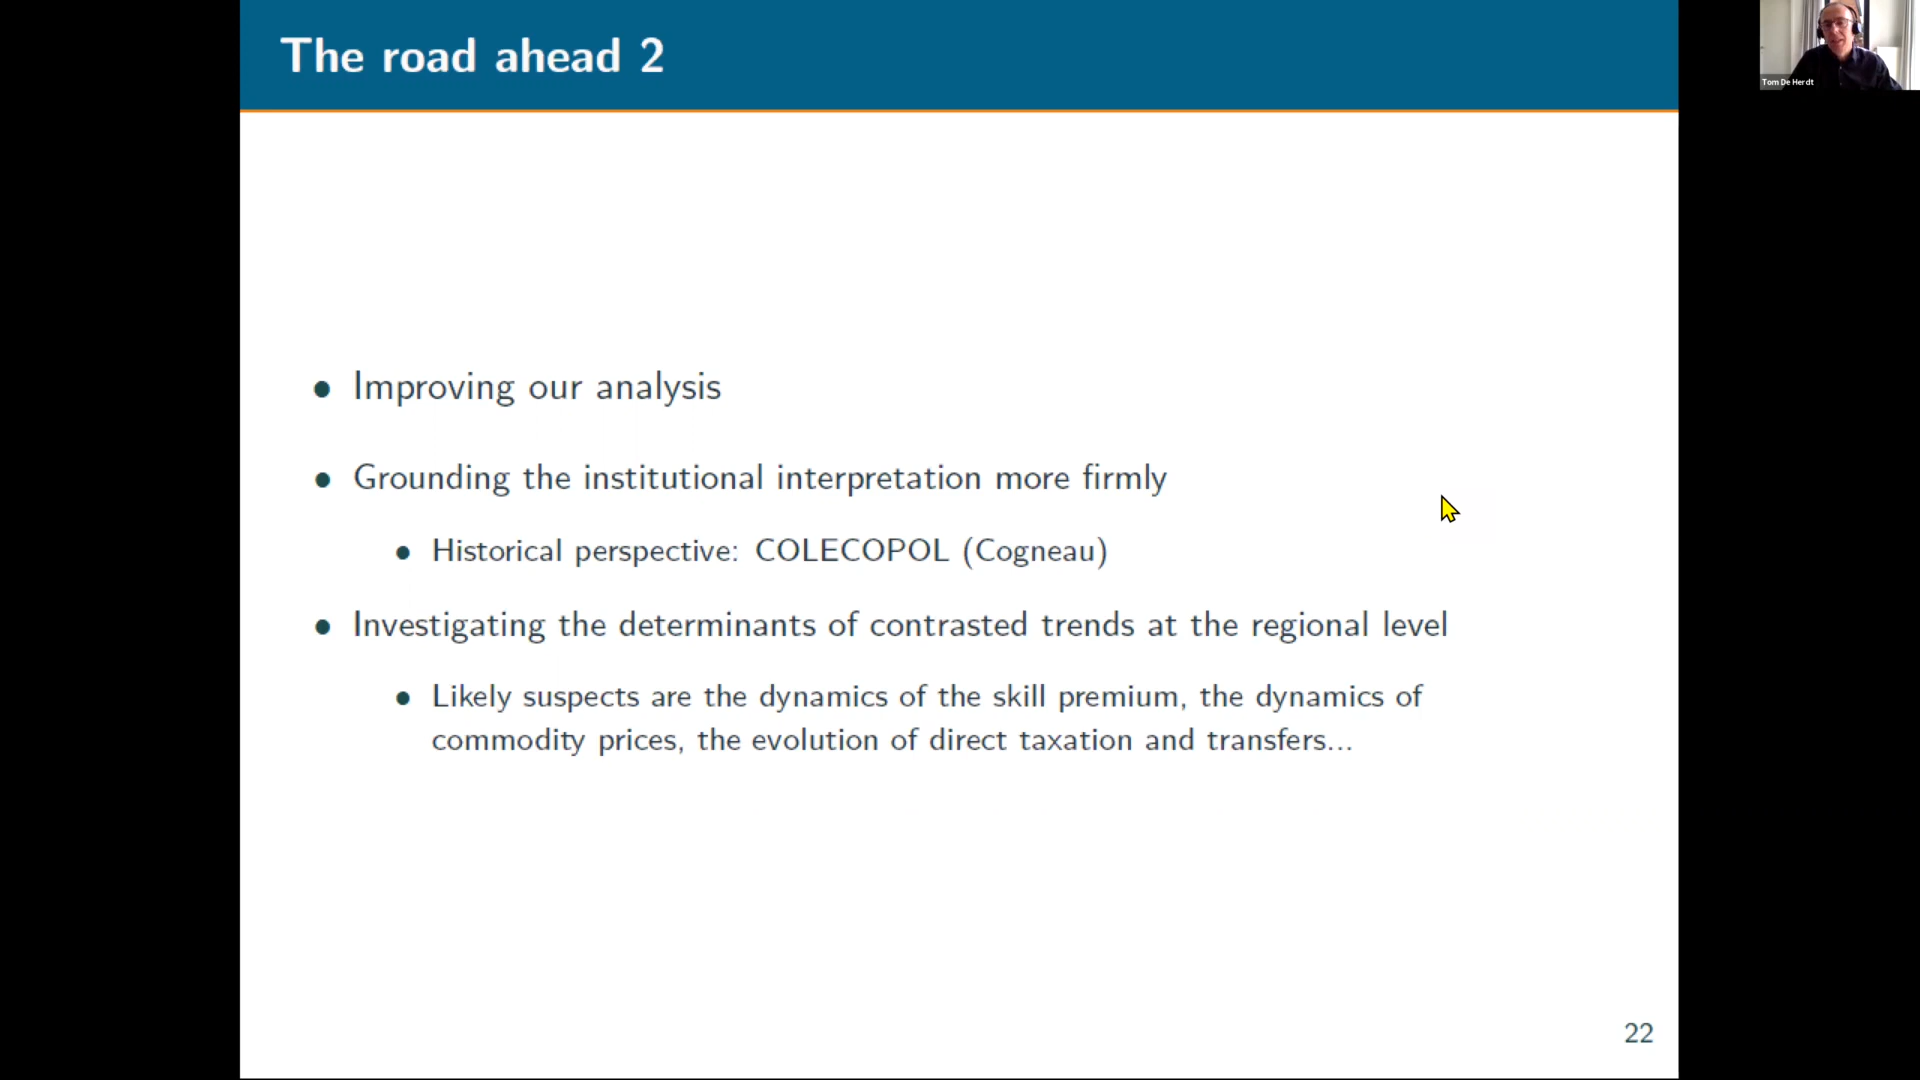 The road ahead 2
Tom De Herdt
• Improving our analysis
• Grounding the institutional interpretation more firmly
• Historical perspective: COLECOPOL (Cogneau)
• Investigating the determinants of contrasted trends at the regional level
• Likely suspects are the dynamics of the skill premium, the dynamics of
commodity prices, the evolution of direct taxation and transfers...
22